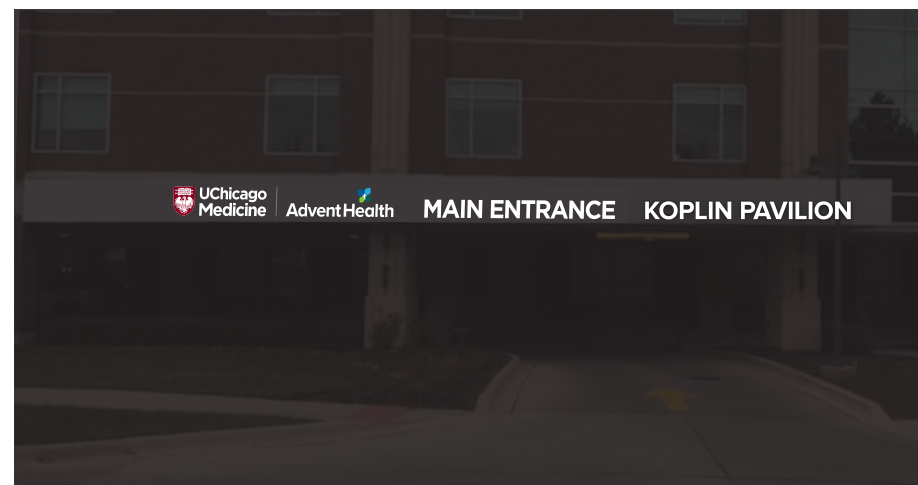 UChicago
Medicine
AdventHealth
MAIN ENTRANCE
KOPLIN PAVILION